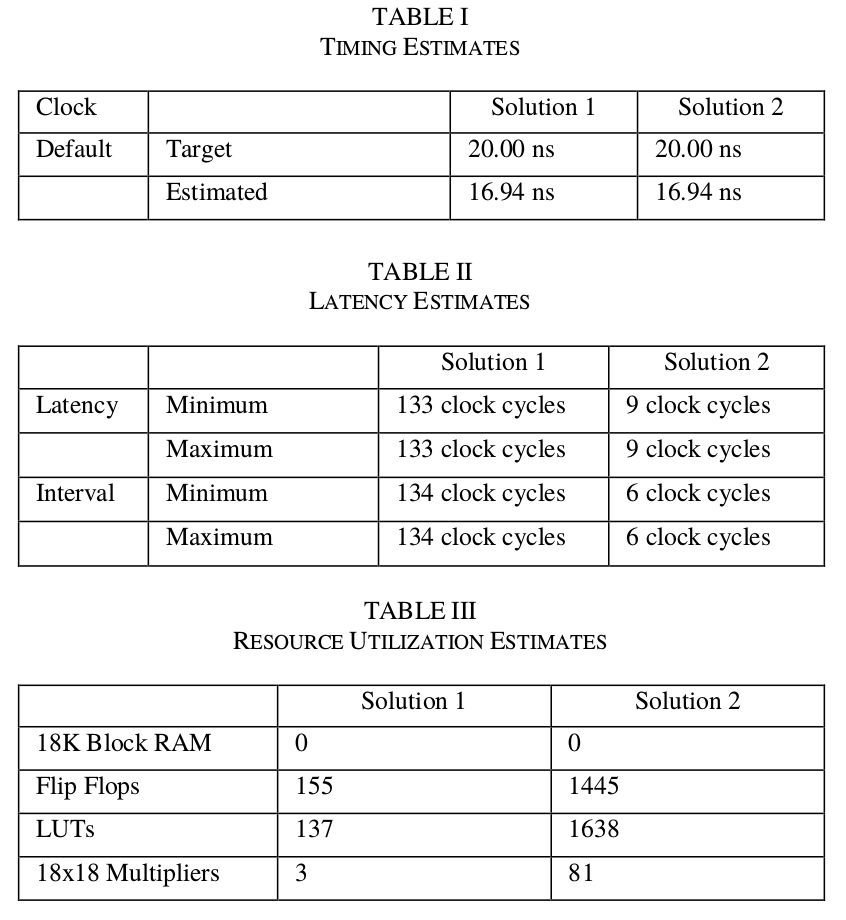 TABLE I
TIMING ESTIMATES
Clock Solution 1 Solution 2
Default Target 20.00 ns 20.00 ns
Estimated 16.94 ns 16.94 ns
TABLE II
LATENCY ESTIMATES
Solution 1 Solution 2
Latency Minimum 133 clock cycles 9 clock cycles
Maximum 133 clock cycles 9 clock cycles
Interval Minimum 134 clock cycles 6 clock cycles
Maximum 134 clock cycles 6 clock cycles
TABLE III
RESOURCE UTILIZATION ESTIMATES
Solution 1 Solution 2
18K Block RAM 0 0
Flip Flops 155 1445
LUTs 137 1638
18x18 Multipliers 3 81